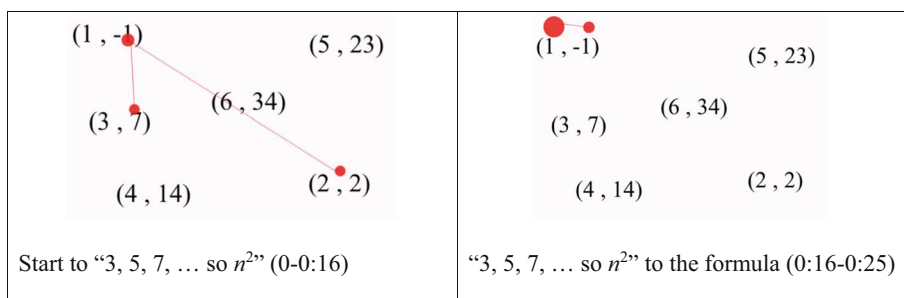 (1 , -1)
(5 , 23)
(6 , 34)
(3 , 7)
(2 , 2)
(4 , 14)
Start to “3, 5, 7, … so n²” (0-0:16)
(1 , -1)
(5 , 23)
(6 , 34)
(3 , 7)
(2 , 2)
(4 , 14)
“3, 5, 7, … so n²” to the formula (0:16-0:25)